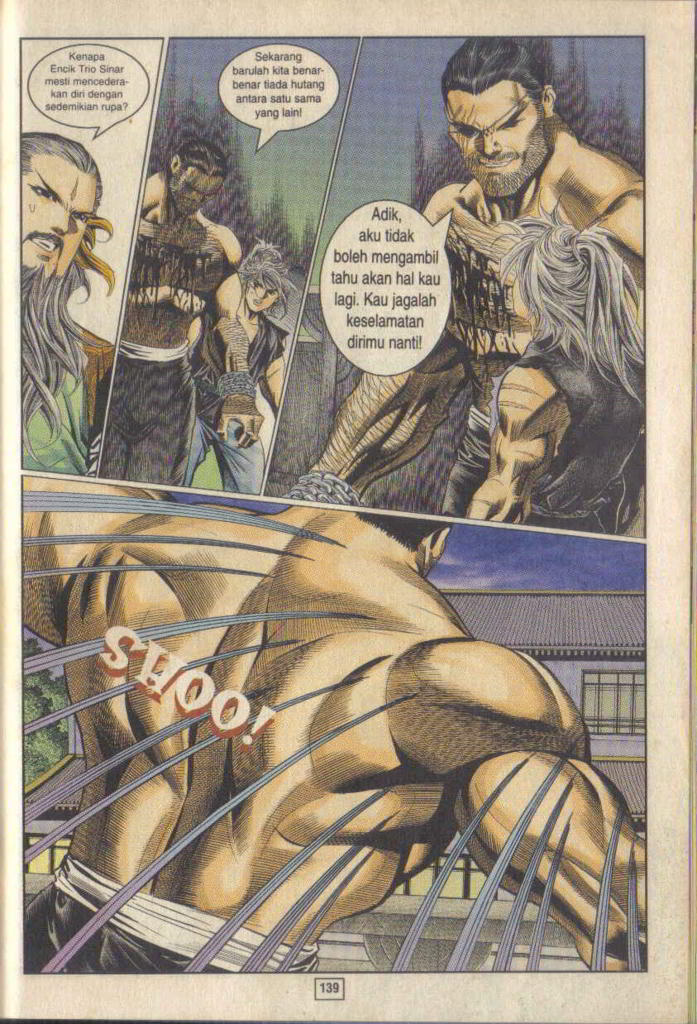 Kenapa
Encik Trio Sinar
mesti mencedera-
kan diri dengan
sedemikian rupa?
Sekarang
barulah kita benar-
benar tiada hutang
antara satu sama
yang lain!
Adik,
aku tidak
boleh mengambil
tahu akan hal kau
lagi. Kau jagalah
keselamatan
dirimu nanti!
SHOO!
139